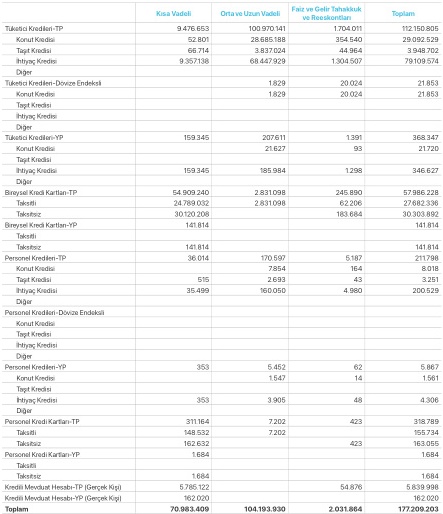 Kısa Vadeli Orta ve Uzun Vadeli Faiz ve Gelir Tahakkuk ve Reeskontları Toplam
Tüketici Kredileri-TP 9.476.653 100.970.141 1.704.011 112.150.805
Konut Kredisi 52.801 28.685.188 354.540 29.092.529
Taşıt Kredisi 66.714 3.837.024 44.964 3.948.702
İhtiyaç Kredisi 9.357.138 68.447.929 1.304.507 79.109.574
Diğer
Tüketici Kredileri-Dövize Endeksli 1.829 20.024 21.853
Konut Kredisi 1.829 20.024 21.853
Taşıt Kredisi
İhtiyaç Kredisi
Diğer
Tüketici Kredileri-YP 159.345 207.611 1.391 368.347
Konut Kredisi 21.627 93 21.720
Taşıt Kredisi
İhtiyaç Kredisi 159.345 185.984 1.298 346.627
Diğer
Bireysel Kredi Kartları-TP 54.909.240 2.831.098 245.890 57.986.228
Taksitli 24.789.032 2.831.098 62.206 27.682.336
Taksitsiz 30.120.208 183.684 30.303.892
Bireysel Kredi Kartları-YP 141.814 141.814
Taksitli
Taksitsiz 141.814 141.814
Personel Kredileri-TP 36.014 170.597 5.187 211.798
Konut Kredisi 7.854 164 8.018
Taşıt Kredisi 515 2.693 43 3.251
İhtiyaç Kredisi 35.499 160.050 4.980 200.529
Diğer
Personel Kredileri-Dövize Endeksli
Konut Kredisi
Taşıt Kredisi
İhtiyaç Kredisi
Diğer
Personel Kredileri-YP 353 5.452 62 5.867
Konut Kredisi 1.547 14 1.561
Taşıt Kredisi
İhtiyaç Kredisi 353 3.905 48 4.306
Diğer
Personel Kredi Kartları-TP 311.164 7.202 423 318.789
Taksitli 148.532 7.202 155.734
Taksitsiz 162.632 423 163.055
Personel Kredi Kartları-YP 1.684 1.684
Taksitli
Taksitsiz 1.684 1.684
Kredili Mevduat Hesabı-TP (Gerçek Kişi) 5.785.122 54.876 5.839.998
Kredili Mevduat Hesabı-YP (Gerçek Kişi) 162.020 162.020
Toplam 70.983.409 104.193.930 2.031.864 177.209.203